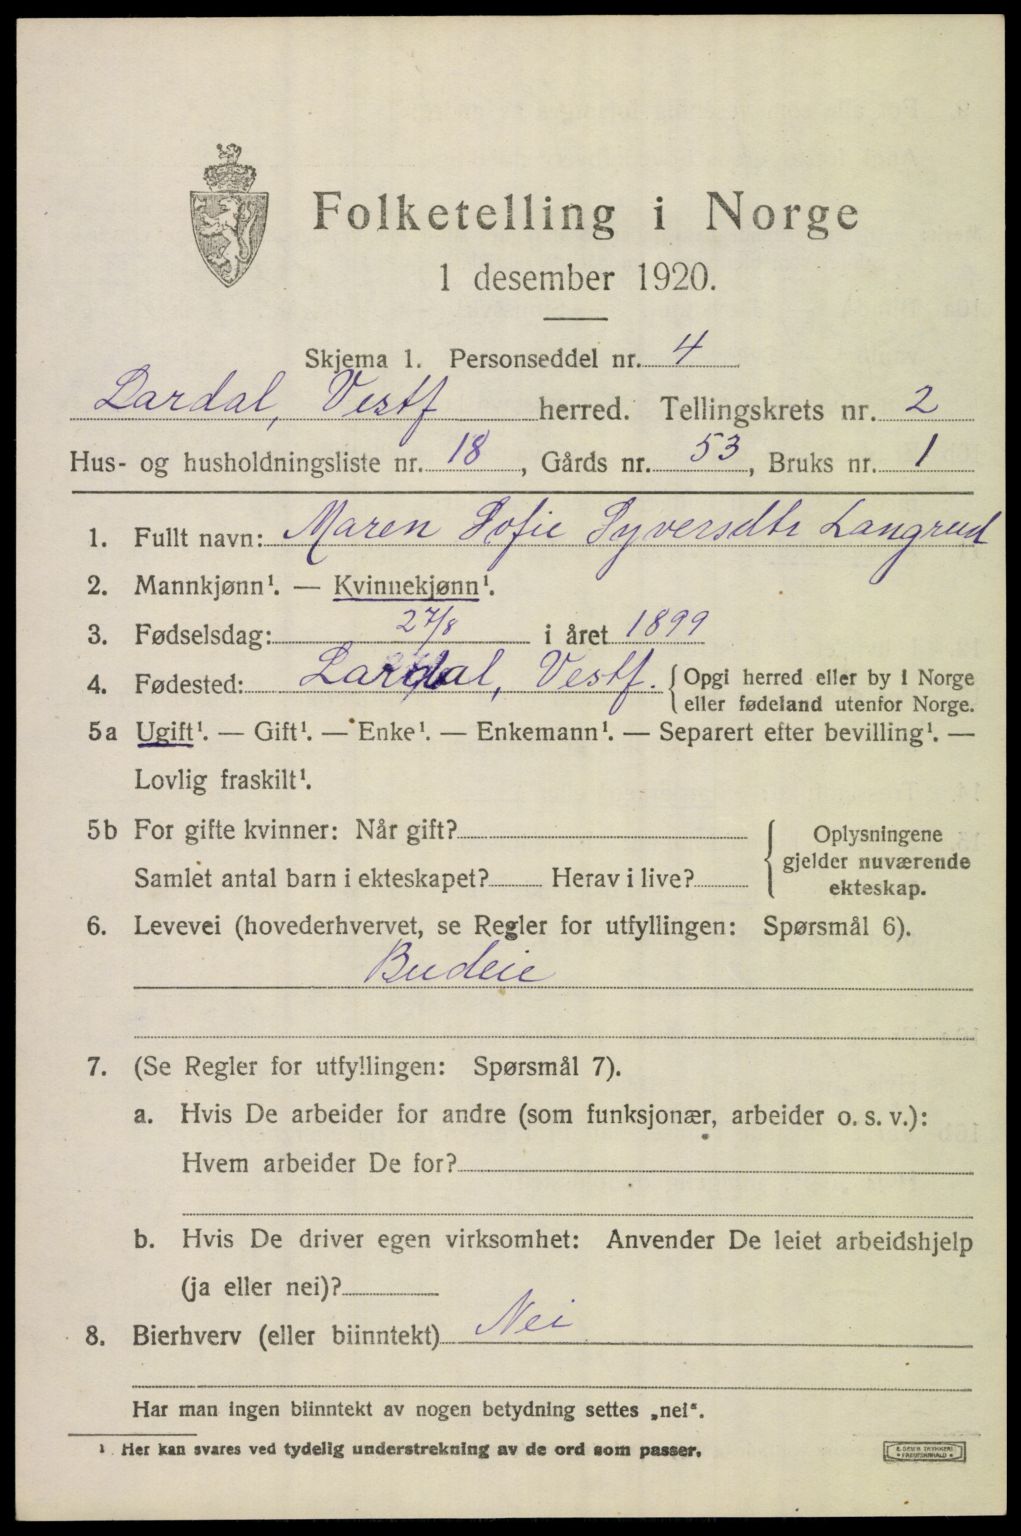 Folketelling i Norge
1 desember 1920.
Skjema 1. Personseddel nr. 4
Lardal, Vestf herred. Tellingskrets nr. 2
Hus- og husholdningsliste nr. 18, Gårds nr. 53, Bruks nr. 1
1. Fullt navn: Maren Sofie Syversdtr Langrud
2. Mannkjønn¹. — Kvinnekjønn¹.
3. Fødselsdag: 27/8 i året 1899
4. Fødested: Lardal, Vestf. { Opgi herred eller by i Norge
eller fødeland utenfor Norge.
5a Ugift¹. — Gift¹. — Enke¹. — Enkemann¹. — Separert efter bevilling¹. —
Lovlig fraskilt¹.
5b For gifte kvinner: Når gift?
Samlet antal barn i ekteskapet? Herav i live?
{ Oplysningene
gjelder nuværende
ekteskap.
6. Levevei (hovederhvervet, se Regler for utfyllingen: Spørsmål 6).
Budeie
7. (Se Regler for utfyllingen: Spørsmål 7).
a. Hvis De arbeider for andre (som funksjonær, arbeider o. s. v.):
Hvem arbeider De for?
b. Hvis De driver egen virksomhet: Anvender De leiet arbeidshjelp
(ja eller nei)?
8. Bierhverv (eller biinntekt) Nei
Har man ingen biinntekt av nogen betydning settes „nei“.
¹ Her kan svares ved tydelig understrekning av de ord som passer.